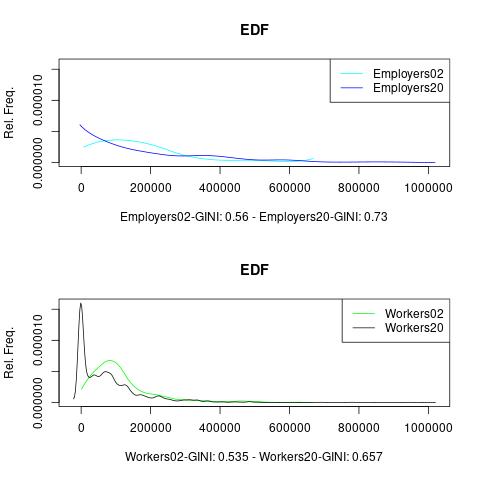 EDF
Rel. Freq.
0.000000 0.000010
Employers02
Employers20
0 200000 400000 600000 800000 1000000
Employers02-GINI: 0.56 - Employers20-GINI: 0.73
EDF
Rel. Freq.
0.000000 0.000010
Workers02
Workers20
0 200000 400000 600000 800000 1000000
Workers02-GINI: 0.535 - Workers20-GINI: 0.657